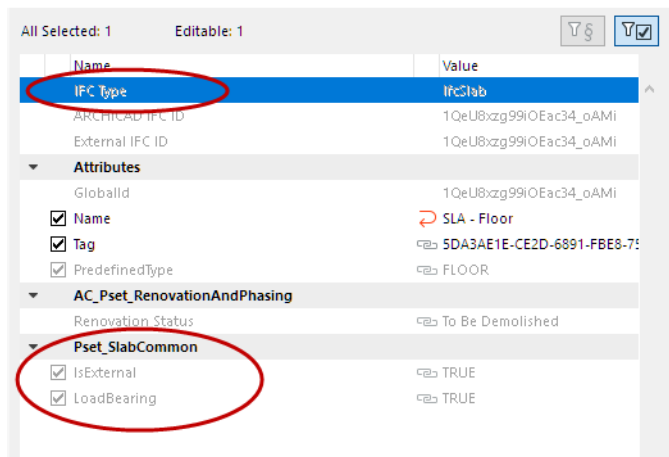 All Selected: 1 Editable: 1
Name Value
IFC Type IfcSlab
ARCHICAD IFC ID 1QeU8xzg99iOEac34_oAMi
External IFC ID 1QeU8xzg99iOEac34_oAMi
Attributes
GlobalId 1QeU8xzg99iOEac34_oAMi
Name SLA - Floor
Tag 5DA3AE1E-CE2D-6891-FBE8-75
PredefinedType FLOOR
AC_Pset_RenovationAndPhasing
Renovation Status To Be Demolished
Pset_SlabCommon
IsExternal TRUE
LoadBearing TRUE